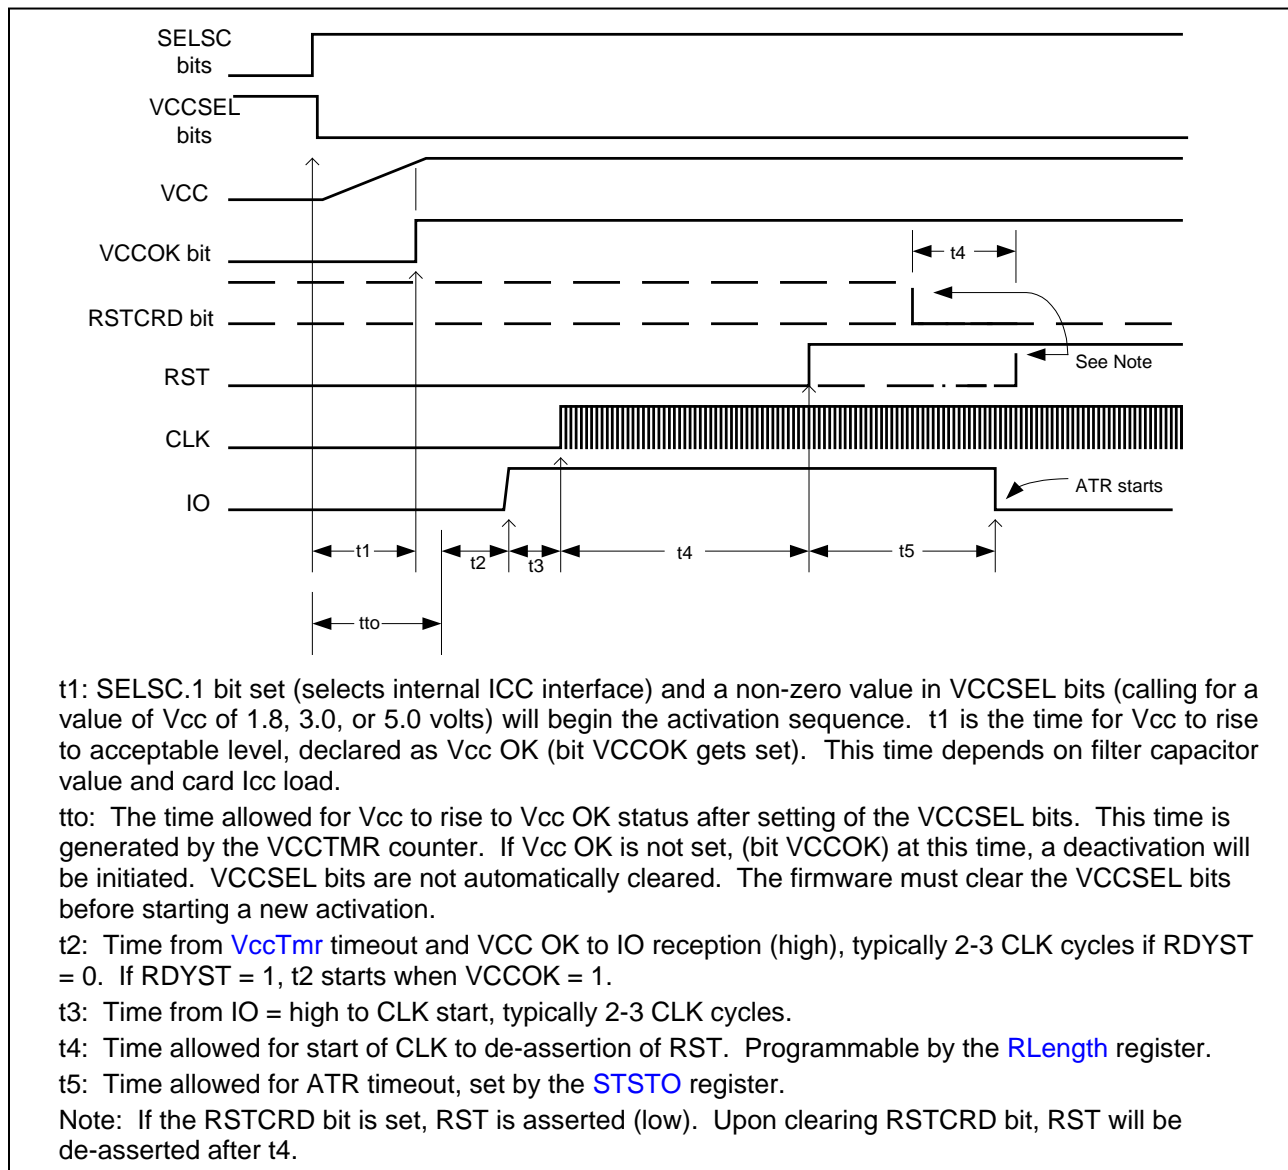 SELSC
bits
VCCSEL
bits
VCC
VCCOK bit
t4
RSTCRD bit
See Note
RST
CLK
ATR starts
IO
t1
t2
t3
t4
t5
tto
t1: SELSC.1 bit set (selects internal ICC interface) and a non-zero value in VCCSEL bits (calling for a
value of Vcc of 1.8, 3.0, or 5.0 volts) will begin the activation sequence. t1 is the time for Vcc to rise
to acceptable level, declared as Vcc OK (bit VCCOK gets set). This time depends on filter capacitor
value and card Icc load.
tto: The time allowed for Vcc to rise to Vcc OK status after setting of the VCCSEL bits. This time is
generated by the VCCTMR counter. If Vcc OK is not set, (bit VCCOK) at this time, a deactivation will
be initiated. VCCSEL bits are not automatically cleared. The firmware must clear the VCCSEL bits
before starting a new activation.
t2: Time from VccTmr timeout and VCC OK to IO reception (high), typically 2-3 CLK cycles if RDYST
= 0. If RDYST = 1, t2 starts when VCCOK = 1.
t3: Time from IO = high to CLK start, typically 2-3 CLK cycles.
t4: Time allowed for start of CLK to de-assertion of RST. Programmable by the RLength register.
t5: Time allowed for ATR timeout, set by the STSTO register.
Note: If the RSTCRD bit is set, RST is asserted (low). Upon clearing RSTCRD bit, RST will be
de-asserted after t4.